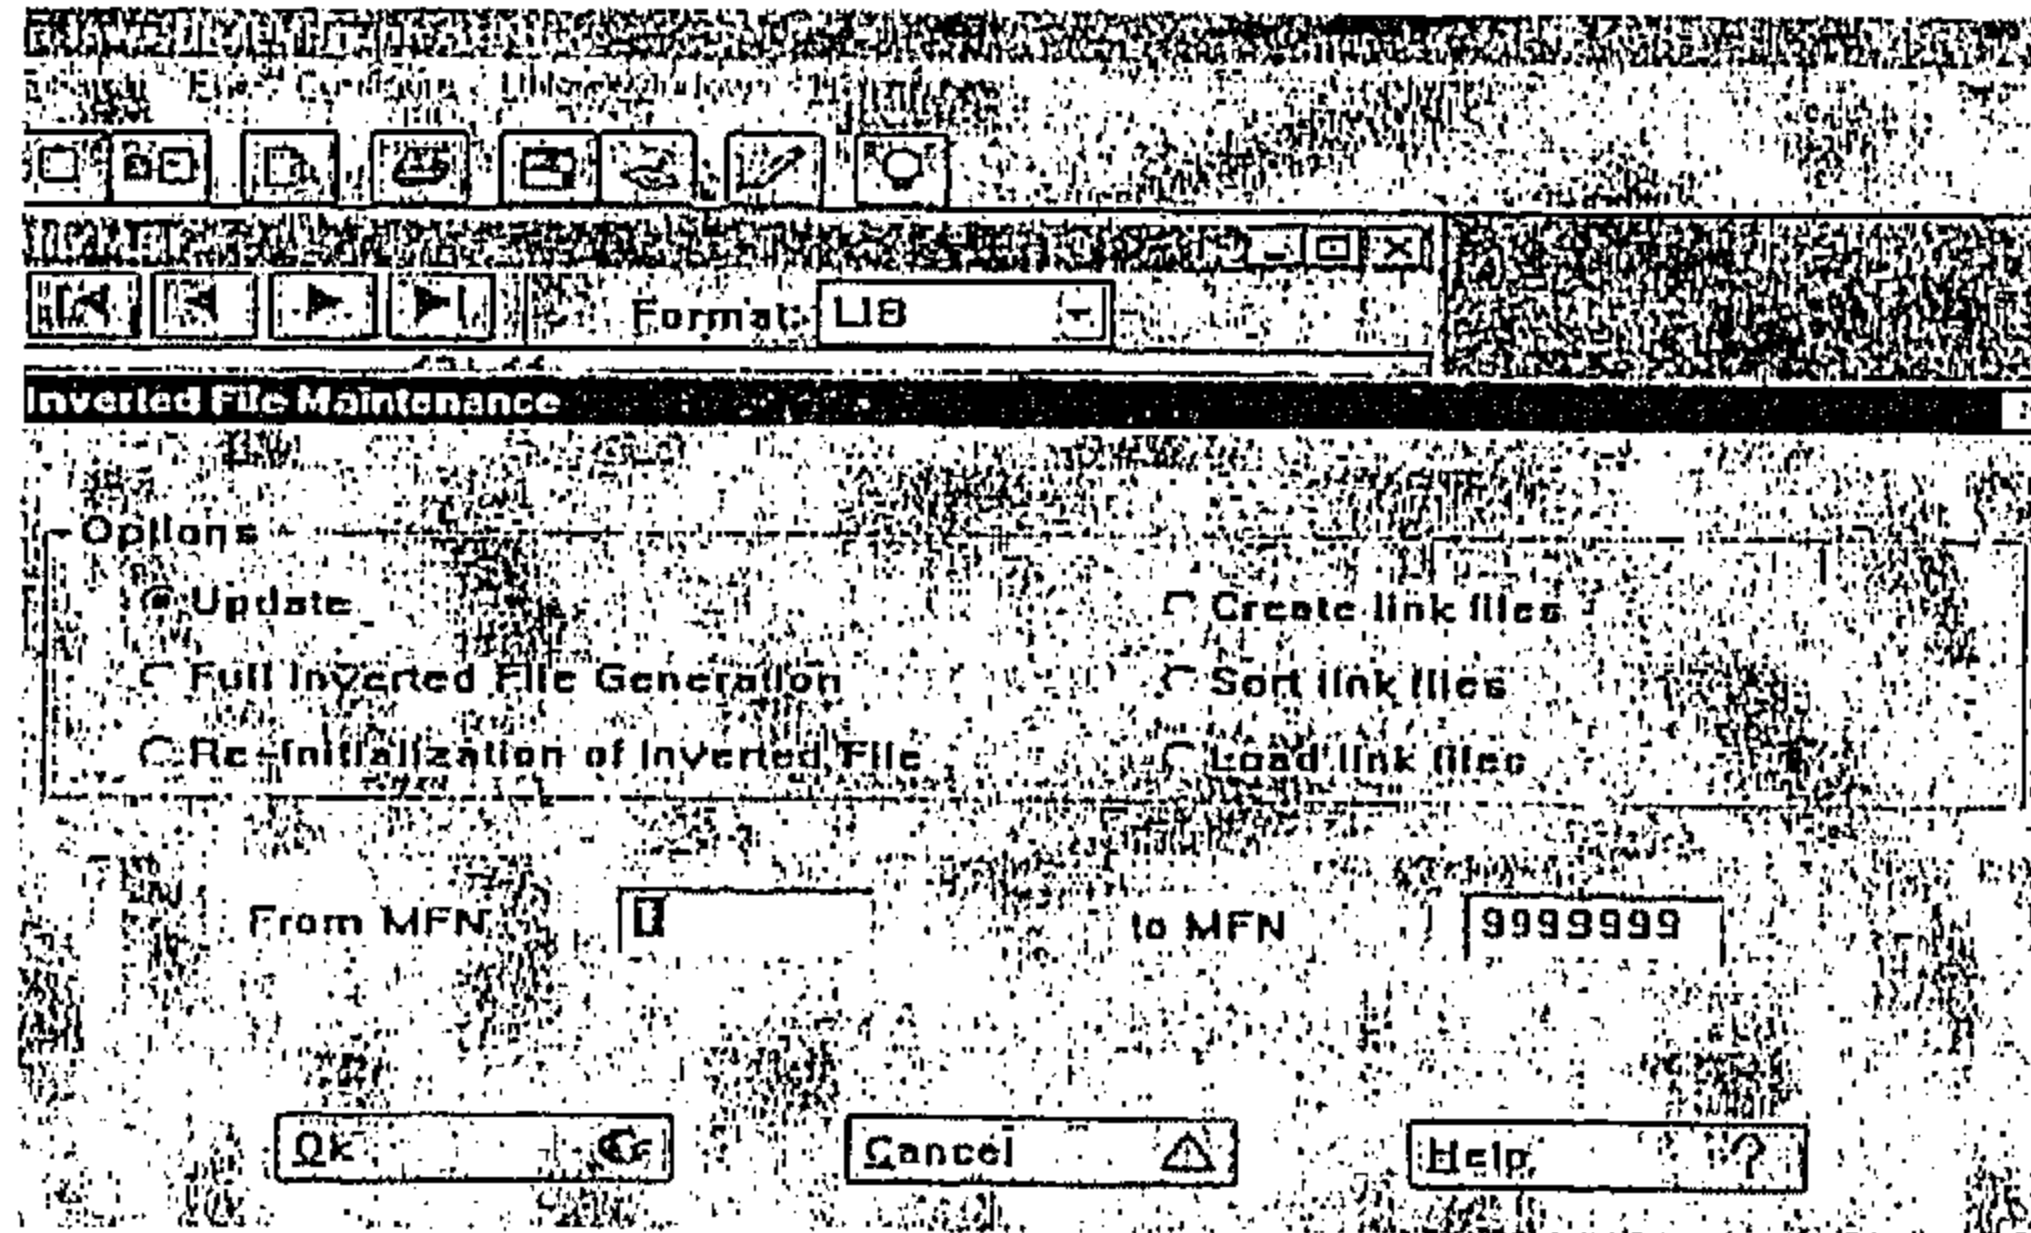 Format: LIB
Inverted File Maintenance
Options
Update
Create link files
Full Inverted File Generation
Sort link files
Re-Initialization of Inverted File
Load link files
From MFN
to MFN 9999999
Ok Cancel Help ?